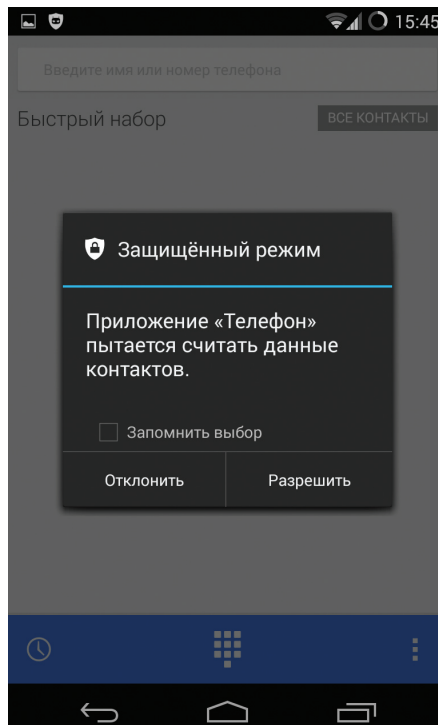 15:45
Введите имя или номер телефона
Быстрый набор
ВСЕ КОНТАКТЫ
Защищённый режим
Приложение «Телефон»
пытается считать данные
контактов.
Запомнить выбор
Отклонить
Разрешить